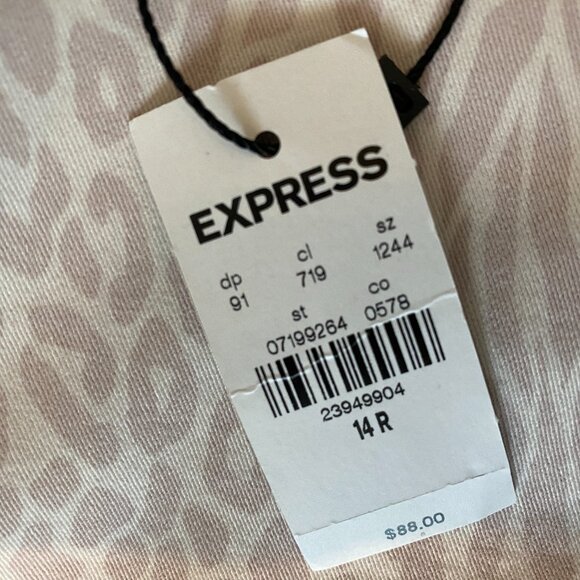 EXPRESS
dp cl sz
91 719 1244
st co
07199264 0578
23949904
14 R
$88.00